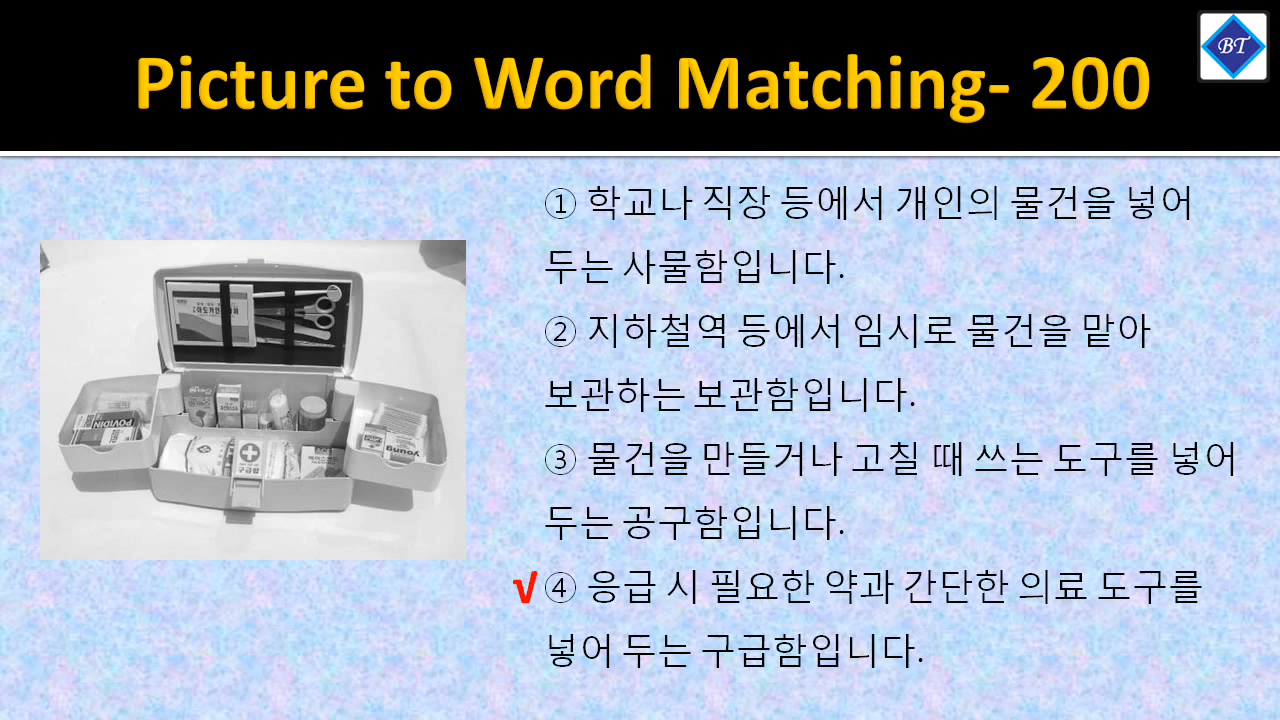 Picture to Word Matching- 200
BT
① 학교나 직장 등에서 개인의 물건을 넣어
두는 사물함입니다.
② 지하철역 등에서 임시로 물건을 맡아
보관하는 보관함입니다.
③ 물건을 만들거나 고칠 때 쓰는 도구를 넣어
두는 공구함입니다.
√ ④ 응급 시 필요한 약과 간단한 의료 도구를
넣어 두는 구급함입니다.
POVIDIN
구급함
young